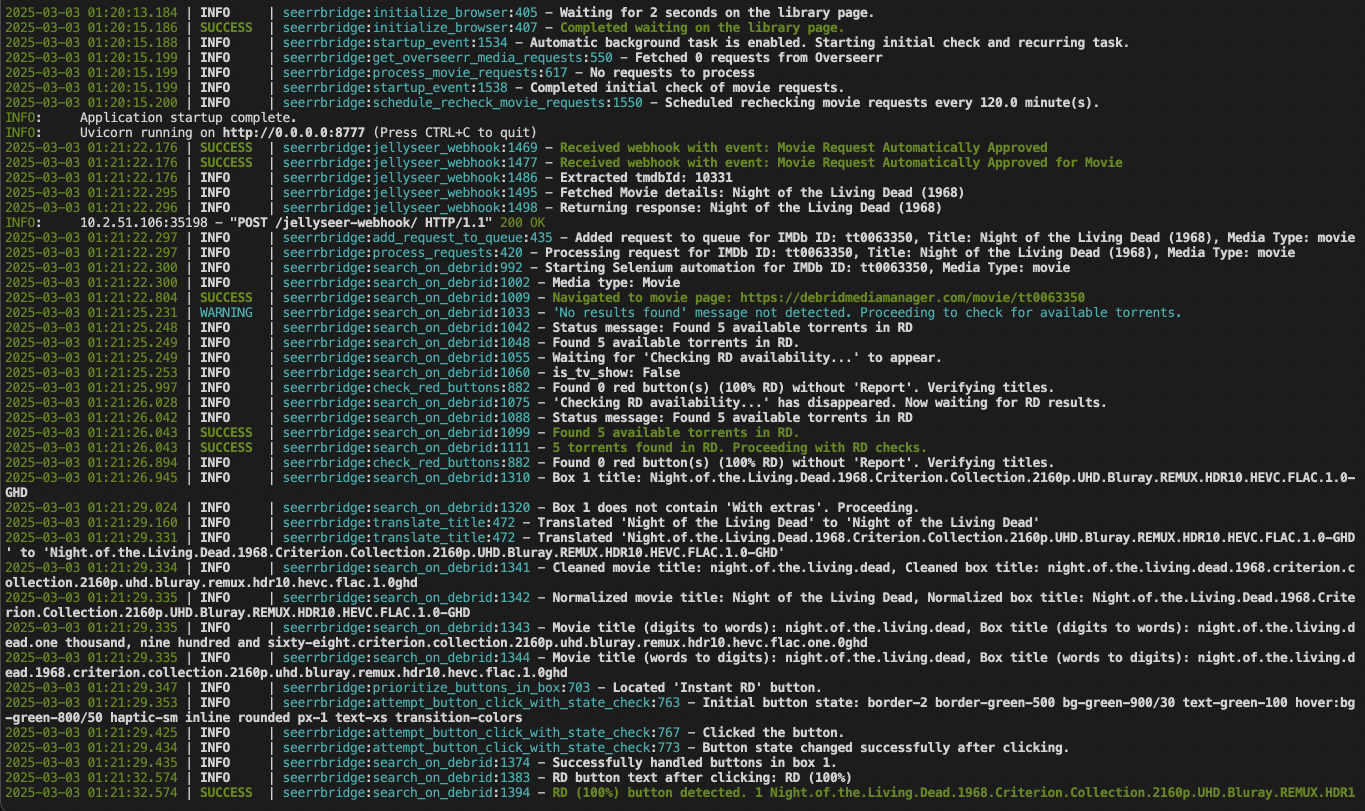 2025-03-03 01:20:13.184 | INFO     | seerrbridge:initialize_browser:405 – Waiting for 2 seconds on the library page.
2025-03-03 01:20:15.186 | SUCCESS  | seerrbridge:initialize_browser:407 – Completed waiting on the library page.
2025-03-03 01:20:15.188 | INFO     | seerrbridge:startup_event:1534 – Automatic background task is enabled. Starting initial check and recurring task.
2025-03-03 01:20:15.199 | INFO     | seerrbridge:get_overseerr_media_requests:550 – Fetched 0 requests from Overseerr
2025-03-03 01:20:15.199 | INFO     | seerrbridge:process_movie_requests:617 – No requests to process
2025-03-03 01:20:15.199 | INFO     | seerrbridge:startup_event:1538 – Completed initial check of movie requests.
2025-03-03 01:20:15.200 | INFO     | seerrbridge:schedule_recheck_movie_requests:1550 – Scheduled rechecking movie requests every 120.0 minute(s).
INFO:     Application startup complete.
INFO:     Uvicorn running on http://0.0.0.0:8777 (Press CTRL+C to quit)
2025-03-03 01:21:22.176 | SUCCESS  | seerrbridge:jellyseer_webhook:1469 – Received webhook with event: Movie Request Automatically Approved
2025-03-03 01:21:22.176 | SUCCESS  | seerrbridge:jellyseer_webhook:1477 – Received webhook with event: Movie Request Automatically Approved for Movie
2025-03-03 01:21:22.176 | INFO     | seerrbridge:jellyseer_webhook:1486 – Extracted tmdbId: 10331
2025-03-03 01:21:22.295 | INFO     | seerrbridge:jellyseer_webhook:1495 – Fetched Movie details: Night of the Living Dead (1968)
2025-03-03 01:21:22.296 | INFO     | seerrbridge:jellyseer_webhook:1498 – Returning response: Night of the Living Dead (1968)
INFO:     10.2.51.106:35198 – "POST /jellyseer-webhook/ HTTP/1.1" 200 OK
2025-03-03 01:21:22.297 | INFO     | seerrbridge:add_request_to_queue:435 – Added request to queue for IMDb ID: tt0063350, Title: Night of the Living Dead (1968), Media Type: movie
2025-03-03 01:21:22.297 | INFO     | seerrbridge:process_requests:420 – Processing request for IMDb ID: tt0063350, Title: Night of the Living Dead (1968), Media Type: movie
2025-03-03 01:21:22.300 | INFO     | seerrbridge:search_on_debrid:992 – Starting Selenium automation for IMDb ID: tt0063350, Media Type: movie
2025-03-03 01:21:22.300 | INFO     | seerrbridge:search_on_debrid:1002 – Media type: Movie
2025-03-03 01:21:22.804 | SUCCESS  | seerrbridge:search_on_debrid:1009 – Navigated to movie page: https://debridmediamanager.com/movie/tt0063350
2025-03-03 01:21:25.231 | WARNING  | seerrbridge:search_on_debrid:1033 – 'No results found' message not detected. Proceeding to check for available torrents.
2025-03-03 01:21:25.248 | INFO     | seerrbridge:search_on_debrid:1042 – Status message: Found 5 available torrents in RD
2025-03-03 01:21:25.249 | INFO     | seerrbridge:search_on_debrid:1048 – Found 5 available torrents in RD.
2025-03-03 01:21:25.249 | INFO     | seerrbridge:search_on_debrid:1055 – Waiting for 'Checking RD availability...' to appear.
2025-03-03 01:21:25.253 | INFO     | seerrbridge:search_on_debrid:1060 – is_tv_show: False
2025-03-03 01:21:25.997 | INFO     | seerrbridge:check_red_buttons:882 – Found 0 red button(s) (100% RD) without 'Report'. Verifying titles.
2025-03-03 01:21:26.028 | INFO     | seerrbridge:search_on_debrid:1075 – 'Checking RD availability...' has disappeared. Now waiting for RD results.
2025-03-03 01:21:26.042 | INFO     | seerrbridge:search_on_debrid:1088 – Status message: Found 5 available torrents in RD
2025-03-03 01:21:26.043 | SUCCESS  | seerrbridge:search_on_debrid:1099 – Found 5 available torrents in RD.
2025-03-03 01:21:26.043 | SUCCESS  | seerrbridge:search_on_debrid:1111 – 5 torrents found in RD. Proceeding with RD checks.
2025-03-03 01:21:26.894 | INFO     | seerrbridge:check_red_buttons:882 – Found 0 red button(s) (100% RD) without 'Report'. Verifying titles.
2025-03-03 01:21:26.945 | INFO     | seerrbridge:search_on_debrid:1310 – Box 1 title: Night.of.the.Living.Dead.1968.Criterion.Collection.2160p.UHD.Bluray.REMUX.HDR10.HEVC.FLAC.1.0–
GHD
2025-03-03 01:21:29.024 | INFO     | seerrbridge:search_on_debrid:1320 – Box 1 does not contain 'With extras'. Proceeding.
2025-03-03 01:21:29.160 | INFO     | seerrbridge:translate_title:472 – Translated 'Night of the Living Dead' to 'Night of the Living Dead'
2025-03-03 01:21:29.331 | INFO     | seerrbridge:translate_title:472 – Translated 'Night.of.the.Living.Dead.1968.Criterion.Collection.2160p.UHD.Bluray.REMUX.HDR10.HEVC.FLAC.1.0–GHD
' to 'Night.of.the.Living.Dead.1968.Criterion.Collection.2160p.UHD.Bluray.REMUX.HDR10.HEVC.FLAC.1.0–GHD'
2025-03-03 01:21:29.334 | INFO     | seerrbridge:search_on_debrid:1341 – Cleaned movie title: night.of.the.living.dead, Cleaned box title: night.of.the.living.dead.1968.criterion.c
ollection.2160p.uhd.bluray.remux.hdr10.hevc.flac.1.0ghd
2025-03-03 01:21:29.335 | INFO     | seerrbridge:search_on_debrid:1342 – Normalized movie title: Night of the Living Dead, Normalized box title: Night.of.the.Living.Dead.1968.Crite
rion.Collection.2160p.UHD.Bluray.REMUX.HDR10.HEVC.FLAC.1.0–GHD
2025-03-03 01:21:29.335 | INFO     | seerrbridge:search_on_debrid:1343 – Movie title (digits to words): night.of.the.living.dead, Box title (digits to words): night.of.the.living.d
ead.one thousand, nine hundred and sixty-eight.criterion.collection.2160p.uhd.bluray.remux.hdr10.hevc.flac.one.0ghd
2025-03-03 01:21:29.335 | INFO     | seerrbridge:search_on_debrid:1344 – Movie title (words to digits): night.of.the.living.dead, Box title (words to digits): night.of.the.living.d
ead.1968.criterion.collection.2160p.uhd.bluray.remux.hdr10.hevc.flac.1.0ghd
2025-03-03 01:21:29.347 | INFO     | seerrbridge:prioritize_buttons_in_box:703 – Located 'Instant RD' button.
2025-03-03 01:21:29.353 | INFO     | seerrbridge:attempt_button_click_with_state_check:763 – Initial button state: border-2 border-green-500 bg-green-900/30 text-green-100 hover:bg
-green-800/50 haptic-sm inline rounded px-1 text-xs transition-colors
2025-03-03 01:21:29.425 | INFO     | seerrbridge:attempt_button_click_with_state_check:767 – Clicked the button.
2025-03-03 01:21:29.434 | INFO     | seerrbridge:attempt_button_click_with_state_check:773 – Button state changed successfully after clicking.
2025-03-03 01:21:29.435 | INFO     | seerrbridge:search_on_debrid:1374 – Successfully handled buttons in box 1.
2025-03-03 01:21:32.574 | INFO     | seerrbridge:search_on_debrid:1383 – RD button text after clicking: RD (100%)
2025-03-03 01:21:32.574 | SUCCESS  | seerrbridge:search_on_debrid:1394 – RD (100%) button detected. 1 Night.of.the.Living.Dead.1968.Criterion.Collection.2160p.UHD.Bluray.REMUX.HDR1